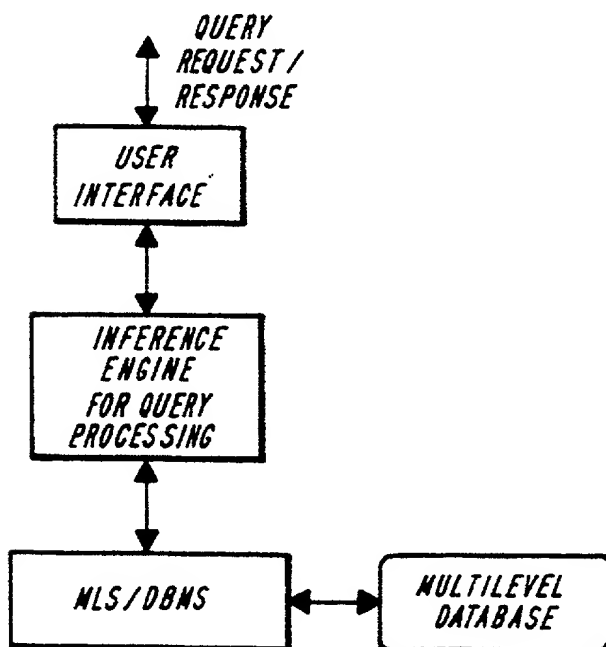 QUERY
REQUEST/
RESPONSE
USER
INTERFACE
INFERENCE
ENGINE
FOR QUERY
PROCESSING
MLS/DBMS
MULTILEVEL
DATABASE